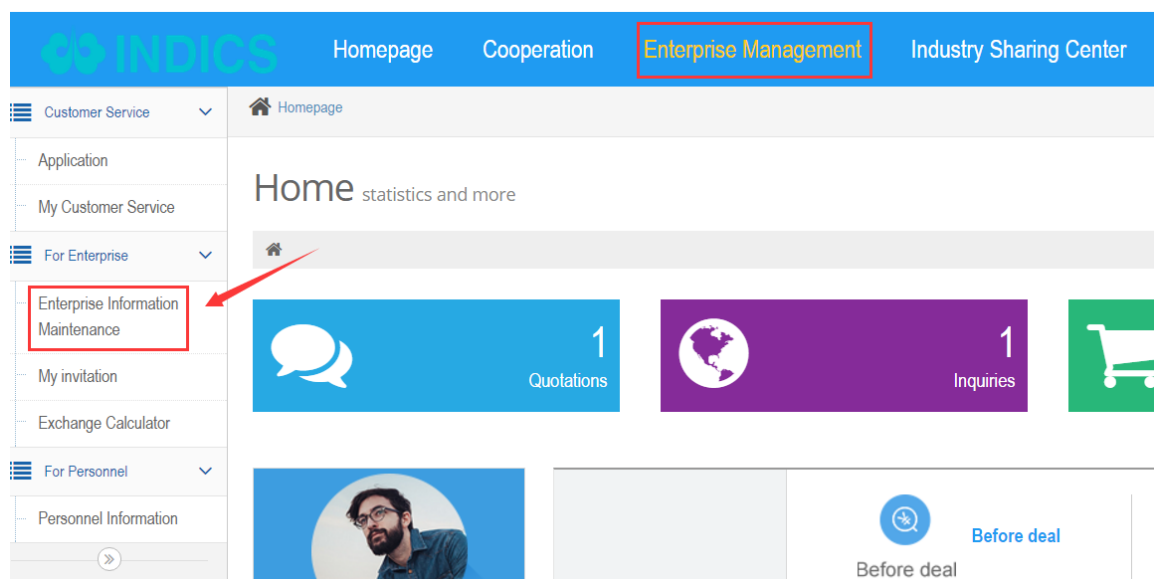 INDICS
Homepage
Cooperation
Enterprise Management
Industry Sharing Center
Customer Service
Application
My Customer Service
For Enterprise
Enterprise Information
Maintenance
My invitation
Exchange Calculator
For Personnel
Personnel Information
Homepage
Home statistics and more
1
Quotations
1
Inquiries
Before deal
Before deal